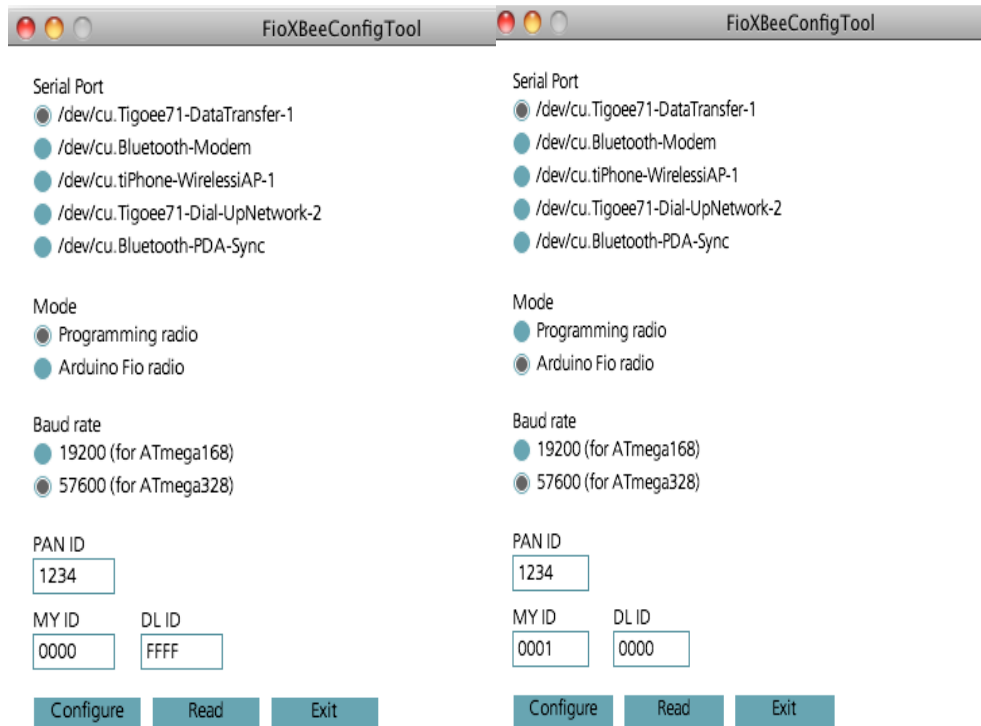 FioXBeeConfigTool
Serial Port
/dev/cu.Tigoee71-DataTransfer-1
/dev/cu.Bluetooth-Modem
/dev/cu.tiPhone-WirelessiAP-1
/dev/cu.Tigoee71-Dial-UpNetwork-2
/dev/cu.Bluetooth-PDA-Sync
Mode
Programming radio
Arduino Fio radio
Baud rate
19200 (for ATmega168)
57600 (for ATmega328)
PAN ID
1234
MY ID DL ID
0000 FFFF
Configure Read Exit
FioXBeeConfigTool
Serial Port
/dev/cu.Tigoee71-DataTransfer-1
/dev/cu.Bluetooth-Modem
/dev/cu.tiPhone-WirelessiAP-1
/dev/cu.Tigoee71-Dial-UpNetwork-2
/dev/cu.Bluetooth-PDA-Sync
Mode
Programming radio
Arduino Fio radio
Baud rate
19200 (for ATmega168)
57600 (for ATmega328)
PAN ID
1234
MY ID DL ID
0001 0000
Configure Read Exit